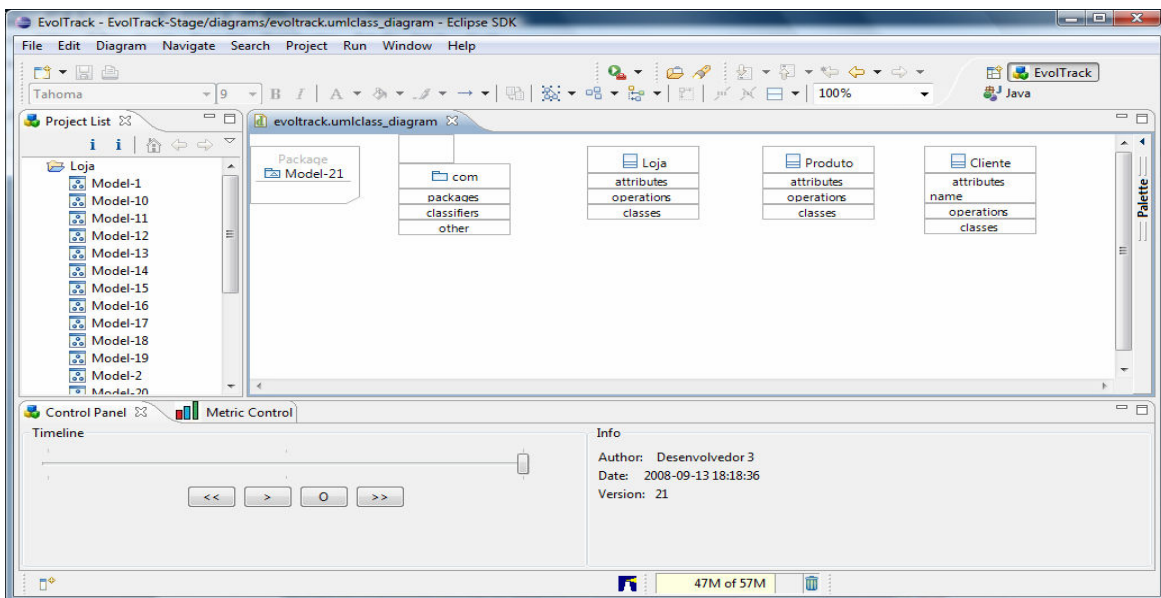 EvolTrack - EvolTrack-Stage/diagrams/evoltrack.umlclass_diagram - Eclipse SDK
File Edit Diagram Navigate Search Project Run Window Help
EvolTrack
Tahoma 9 B I A 100% Java
Project List
evoltrack.umlclass_diagram
Loja
Model-1
Model-10
Model-11
Model-12
Model-13
Model-14
Model-15
Model-16
Model-17
Model-18
Model-19
Model-2
Model-20
Package
Model-21
com
packages
classifiers
other
Loja
attributes
operations
classes
Produto
attributes
operations
classes
Cliente
attributes
name
operations
classes
Palette
Control Panel Metric Control
Timeline
<< > O >>
Info
Author: Desenvolvedor 3
Date: 2008-09-13 18:18:36
Version: 21
47M of 57M